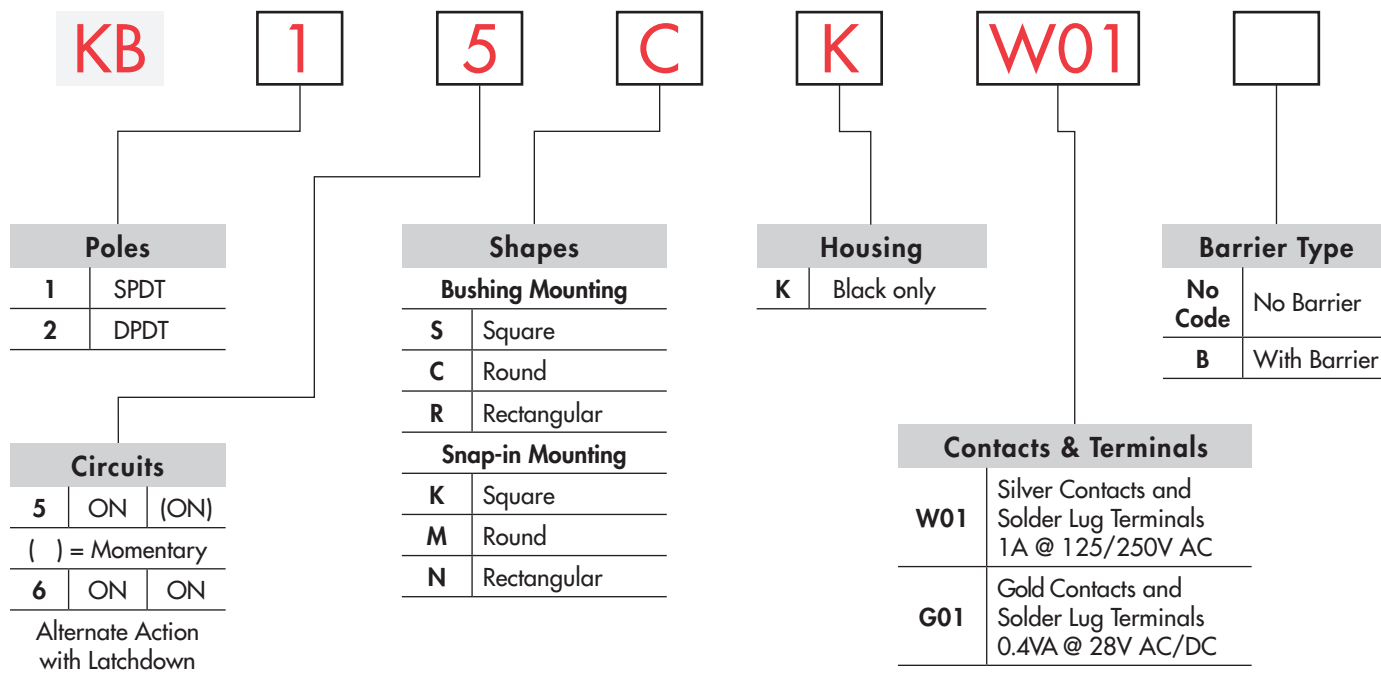 KB 1 5 C K W01
Poles
1 SPDT
2 DPDT
Circuits
5 ON (ON)
( ) = Momentary
6 ON ON
Alternate Action
with Latchdown
Shapes
Bushing Mounting
S Square
C Round
R Rectangular
Snap-in Mounting
K Square
M Round
N Rectangular
Housing
K Black only
Contacts & Terminals
W01 Silver Contacts and
Solder Lug Terminals
1A @ 125/250V AC
G01 Gold Contacts and
Solder Lug Terminals
0.4VA @ 28V AC/DC
Barrier Type
No
Code No Barrier
B With Barrier